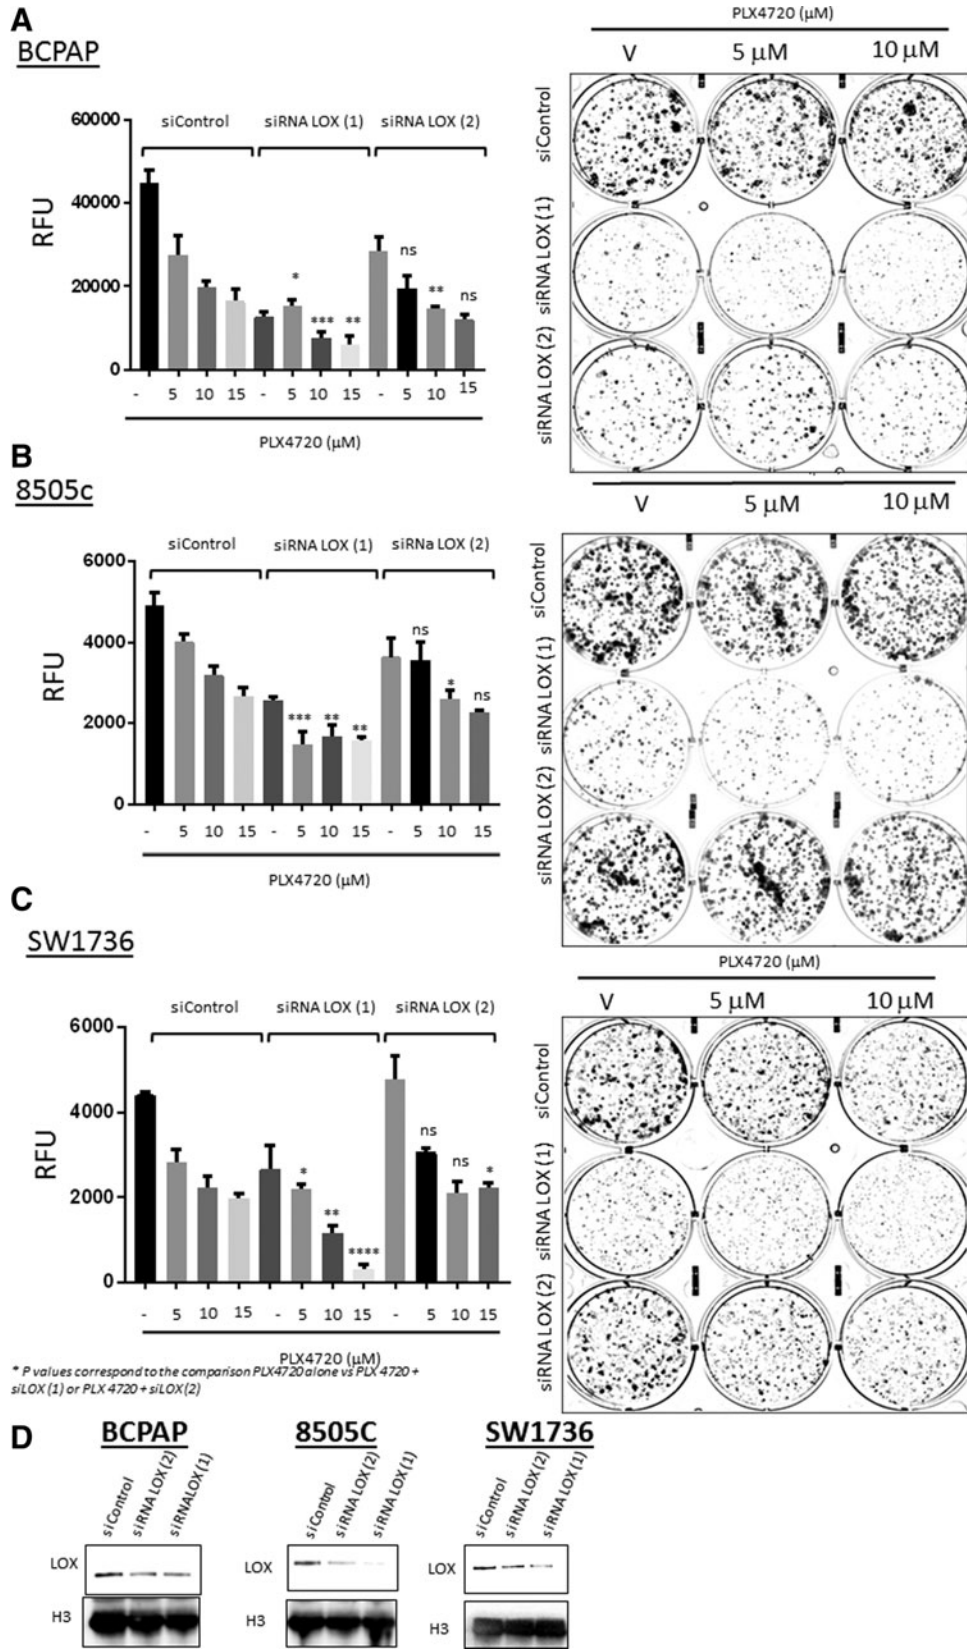 A
BCPAP
PLX4720 (μM)
V 5 μM 10 μM
60000
40000
20000
0
RFU
siControl siRNA LOX (1) siRNA LOX (2)
* *** ** ns ** ns
- 5 10 15 - 5 10 15 - 5 10 15
PLX4720 (μM)
siControl
siRNA LOX (1)
siRNA LOX (2)
B
8505c
V 5 μM 10 μM
6000
4000
2000
0
RFU
siControl siRNA LOX (1) siRNa LOX (2)
*** ** ** ns * ns
- 5 10 15 - 5 10 15 - 5 10 15
PLX4720 (μM)
siControl
siRNA LOX (1)
siRNA LOX (2)
C
SW1736
PLX4720 (μM)
V 5 μM 10 μM
6000
4000
2000
0
RFU
siControl siRNA LOX (1) siRNA LOX (2)
* ** **** ns ns *
- 5 10 15 - 5 10 15 - 5 10 15
PLX4720 (μM)
siControl
siRNA LOX (1)
siRNA LOX (2)
* P values correspond to the comparison PLX4720 alone vs PLX 4720 +
siLOX (1) or PLX 4720 + siLOX (2)
D
BCPAP 8505C SW1736
siControl siRNA LOX (2) siRNALOX (1)
siControl siRNA LOX (2) siRNA LOX (1)
siControl siRNA LOX (2) siRNA LOX (1)
LOX LOX LOX
H3 H3 H3